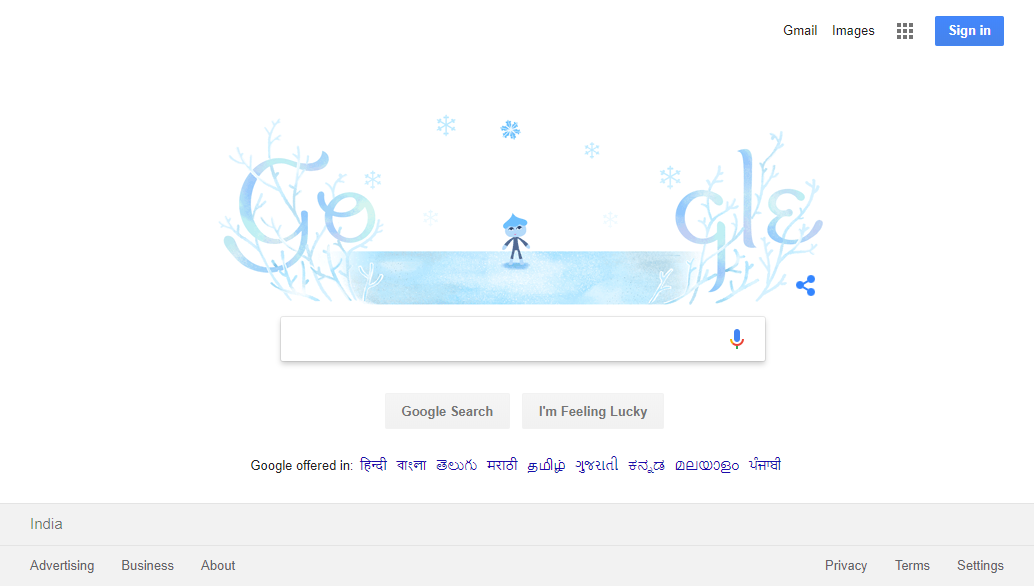 Gmail Images Sign in
Google
Google Search I'm Feeling Lucky
Google offered in: हिन्दी বাংলা తెలుగు मराठी தமிழ் ગુજરાતી ಕನ್ನಡ മലയാളം ਪੰਜਾਬੀ
India
Advertising Business About Privacy Terms Settings